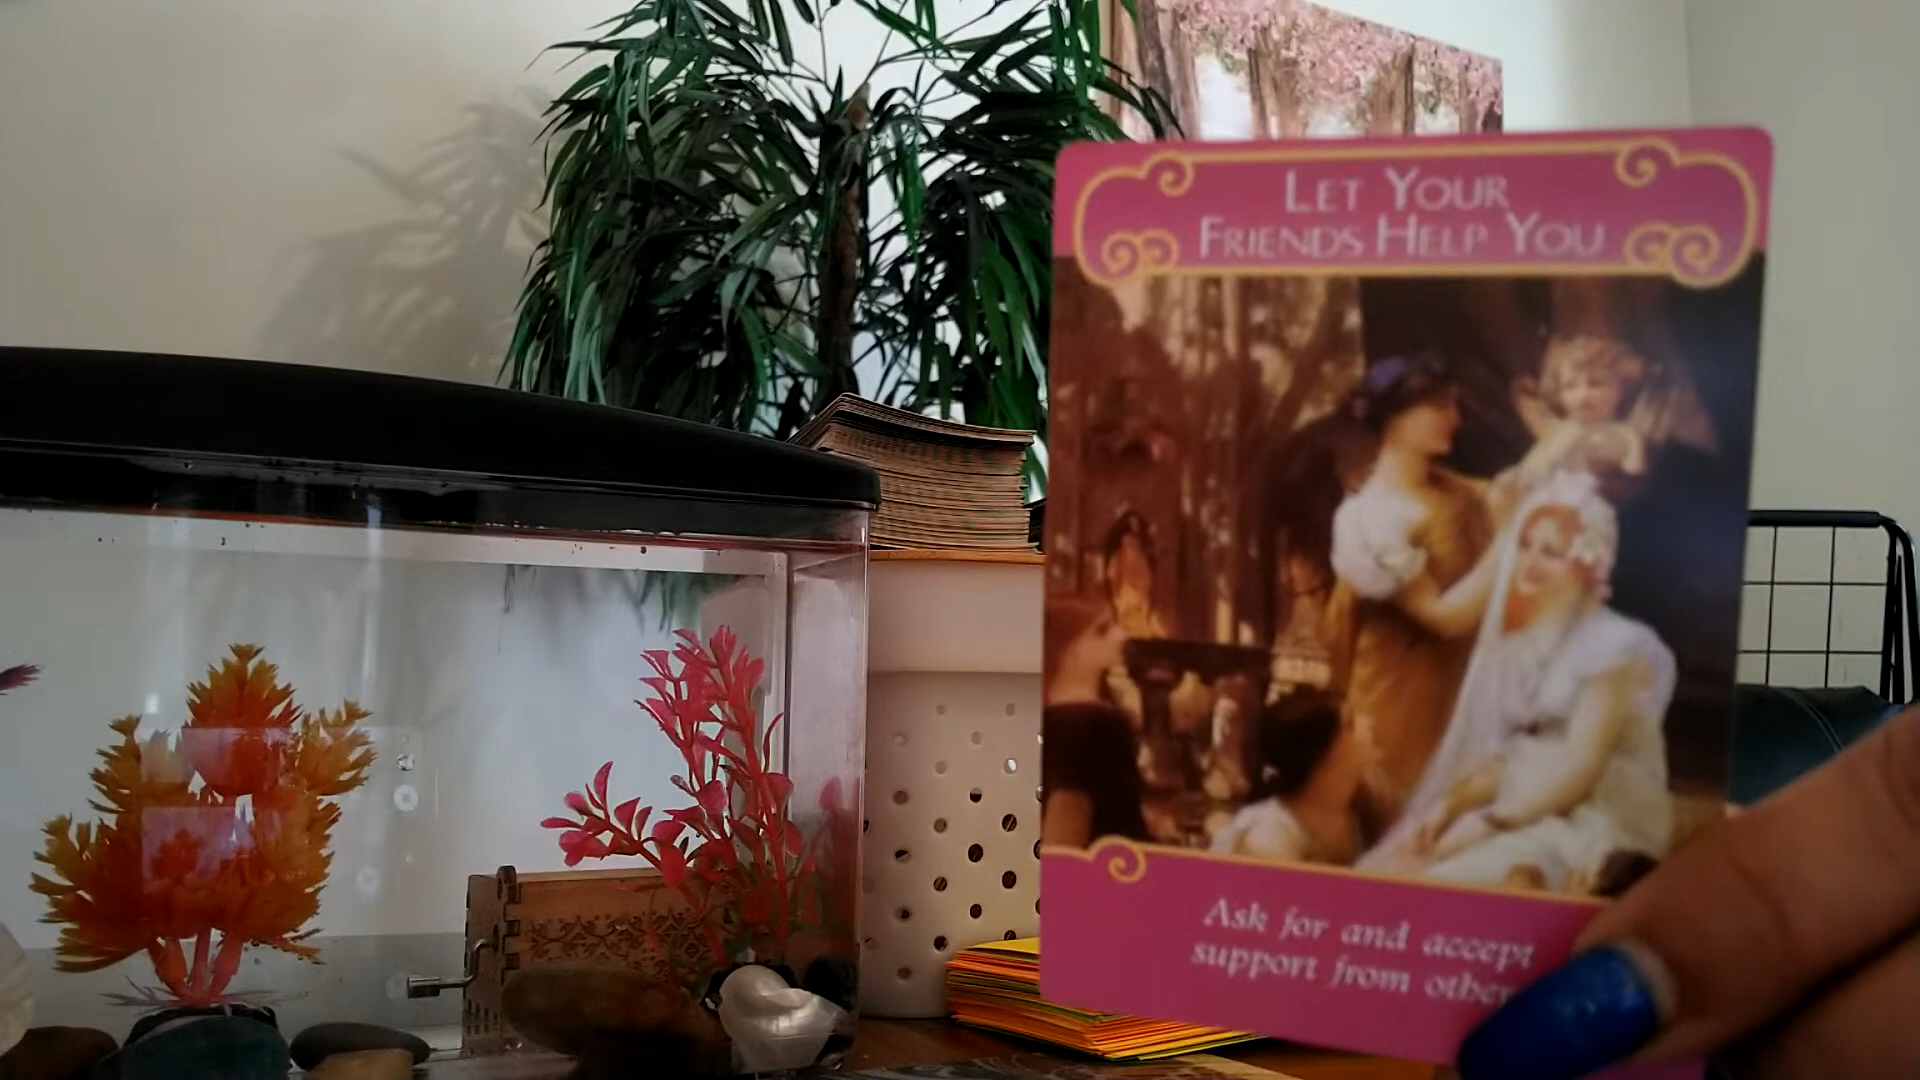 Let Your
Friends Help You
Ask for and accept
support from other